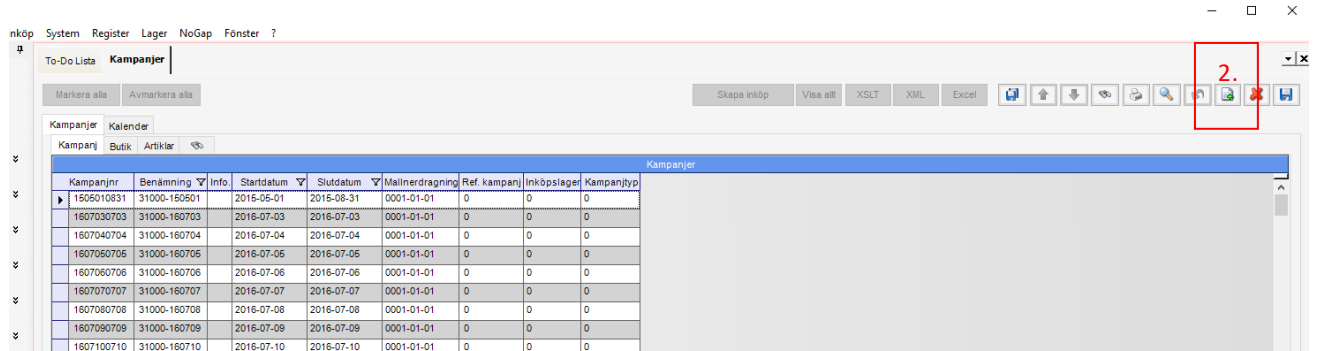 nköp System Register Lager NoGap Fönster ?
To-Do Lista Kampanjer
2.
Markera alla Avmarkera alla Skapa inköp Visa allt XSLT XML Excel
Kampanjer Kalender
Kampanj Butik Artiklar
Kampanjer
Kampanjnr Benämning Info. Startdatum Slutdatum Mallnerdragning Ref. kampanj Inköpslager Kampanjtyp
1505010831 31000-150501 2015-05-01 2015-08-31 0001-01-01 0 0 0
1607030703 31000-160703 2016-07-03 2016-07-03 0001-01-01 0 0 0
1607040704 31000-160704 2016-07-04 2016-07-04 0001-01-01 0 0 0
1607050705 31000-160705 2016-07-05 2016-07-05 0001-01-01 0 0 0
1607060706 31000-160706 2016-07-06 2016-07-06 0001-01-01 0 0 0
1607070707 31000-160707 2016-07-07 2016-07-07 0001-01-01 0 0 0
1607080708 31000-160708 2016-07-08 2016-07-08 0001-01-01 0 0 0
1607090709 31000-160709 2016-07-09 2016-07-09 0001-01-01 0 0 0
1607100710 31000-160710 2016-07-10 2016-07-10 0001-01-01 0 0 0